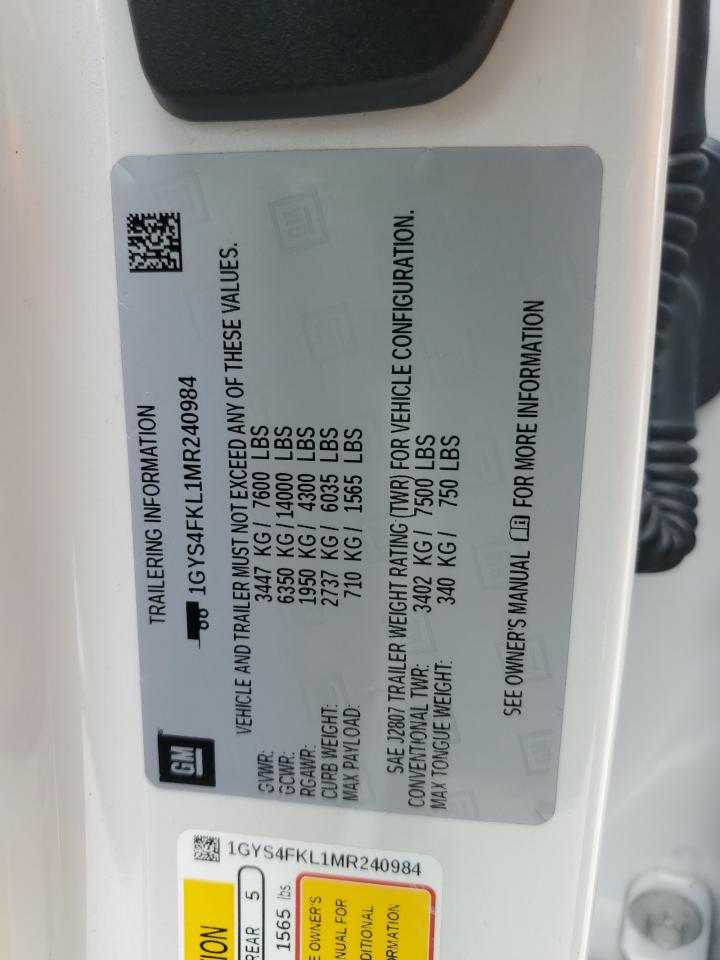 TRAILERING INFORMATION
GM
1GYS4FKL1MR240984
VEHICLE AND TRAILER MUST NOT EXCEED ANY OF THESE VALUES.
GVWR: 3447 KG / 7600 LBS
GCWR: 6350 KG / 14000 LBS
RGAWR: 1950 KG / 4300 LBS
CURB WEIGHT: 2737 KG / 6035 LBS
MAX PAYLOAD: 710 KG / 1565 LBS
SAE J2807 TRAILER WEIGHT RATING (TWR) FOR VEHICLE CONFIGURATION.
CONVENTIONAL TWR: 3402 KG / 7500 LBS
MAX TONGUE WEIGHT: 340 KG / 750 LBS
SEE OWNER'S MANUAL FOR MORE INFORMATION
1GYS4FKL1MR240984
REAR 5
1565 lbs.
OWNER'S
FOR